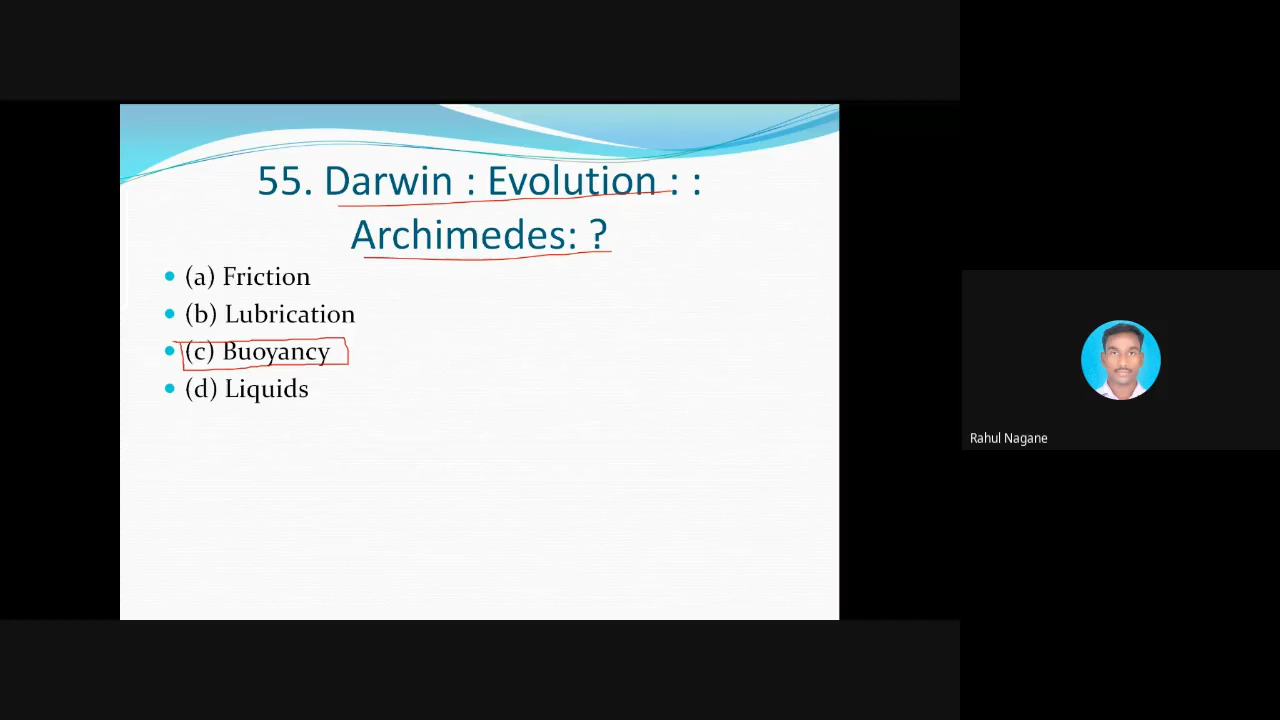 55. Darwin : Evolution : :
Archimedes: ?
(a) Friction
(b) Lubrication
(c) Buoyancy
(d) Liquids
Rahul Nagane